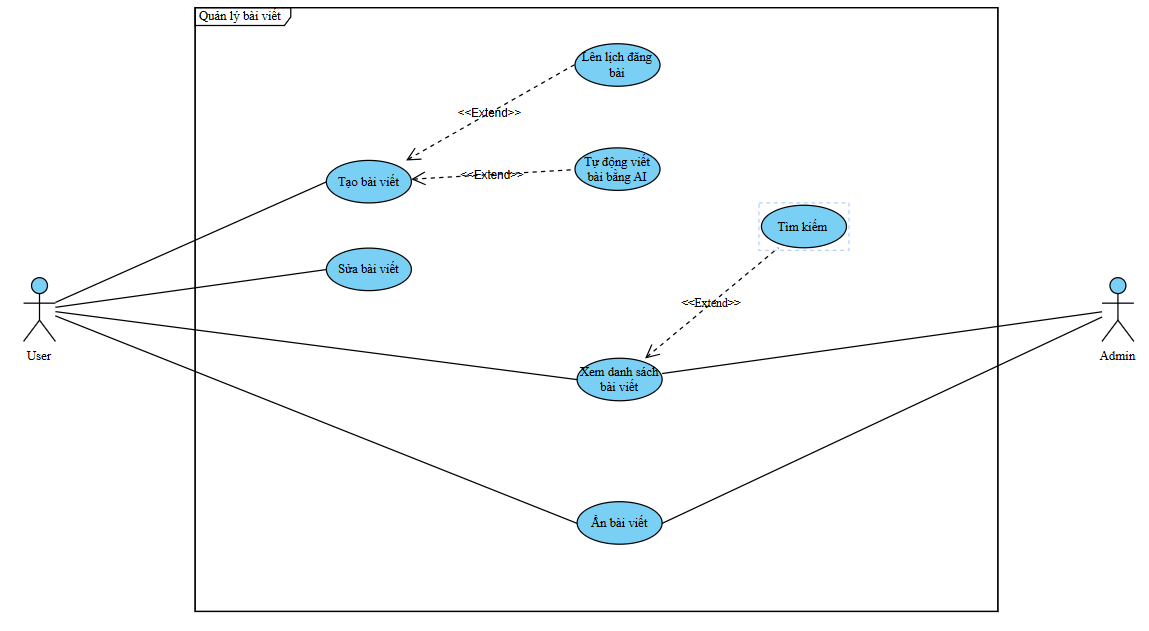 Quản lý bài viết
Lên lịch đăng
bài
<<Extend>>
Tự động viết
bài bằng AI
<<Extend>>
Tạo bài viết
Tìm kiếm
Sửa bài viết
<<Extend>>
User
Admin
Xem danh sách
bài viết
Ẩn bài viết